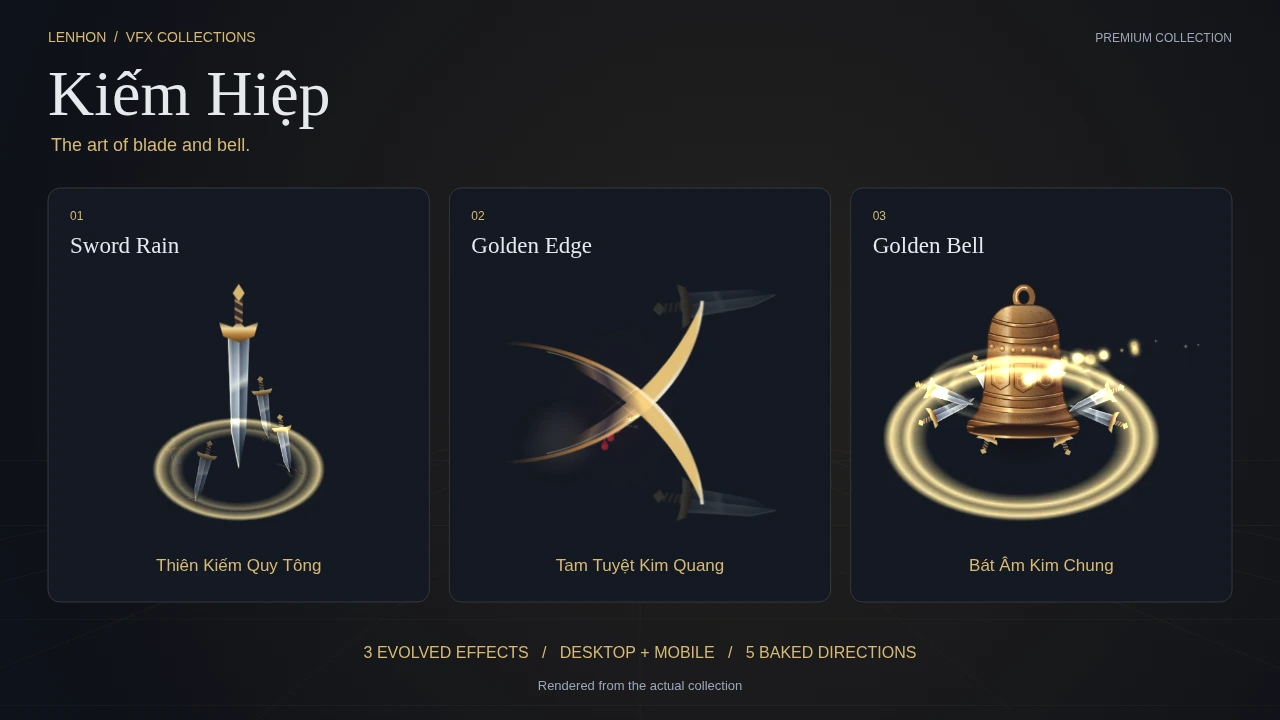 LENHON / VFX COLLECTIONS
PREMIUM COLLECTION
Kiếm Hiệp
The art of blade and bell.
01
Sword Rain
Thiên Kiếm Quy Tông
02
Golden Edge
Tam Tuyệt Kim Quang
03
Golden Bell
Bát Âm Kim Chung
3 EVOLVED EFFECTS / DESKTOP + MOBILE / 5 BAKED DIRECTIONS
Rendered from the actual collection